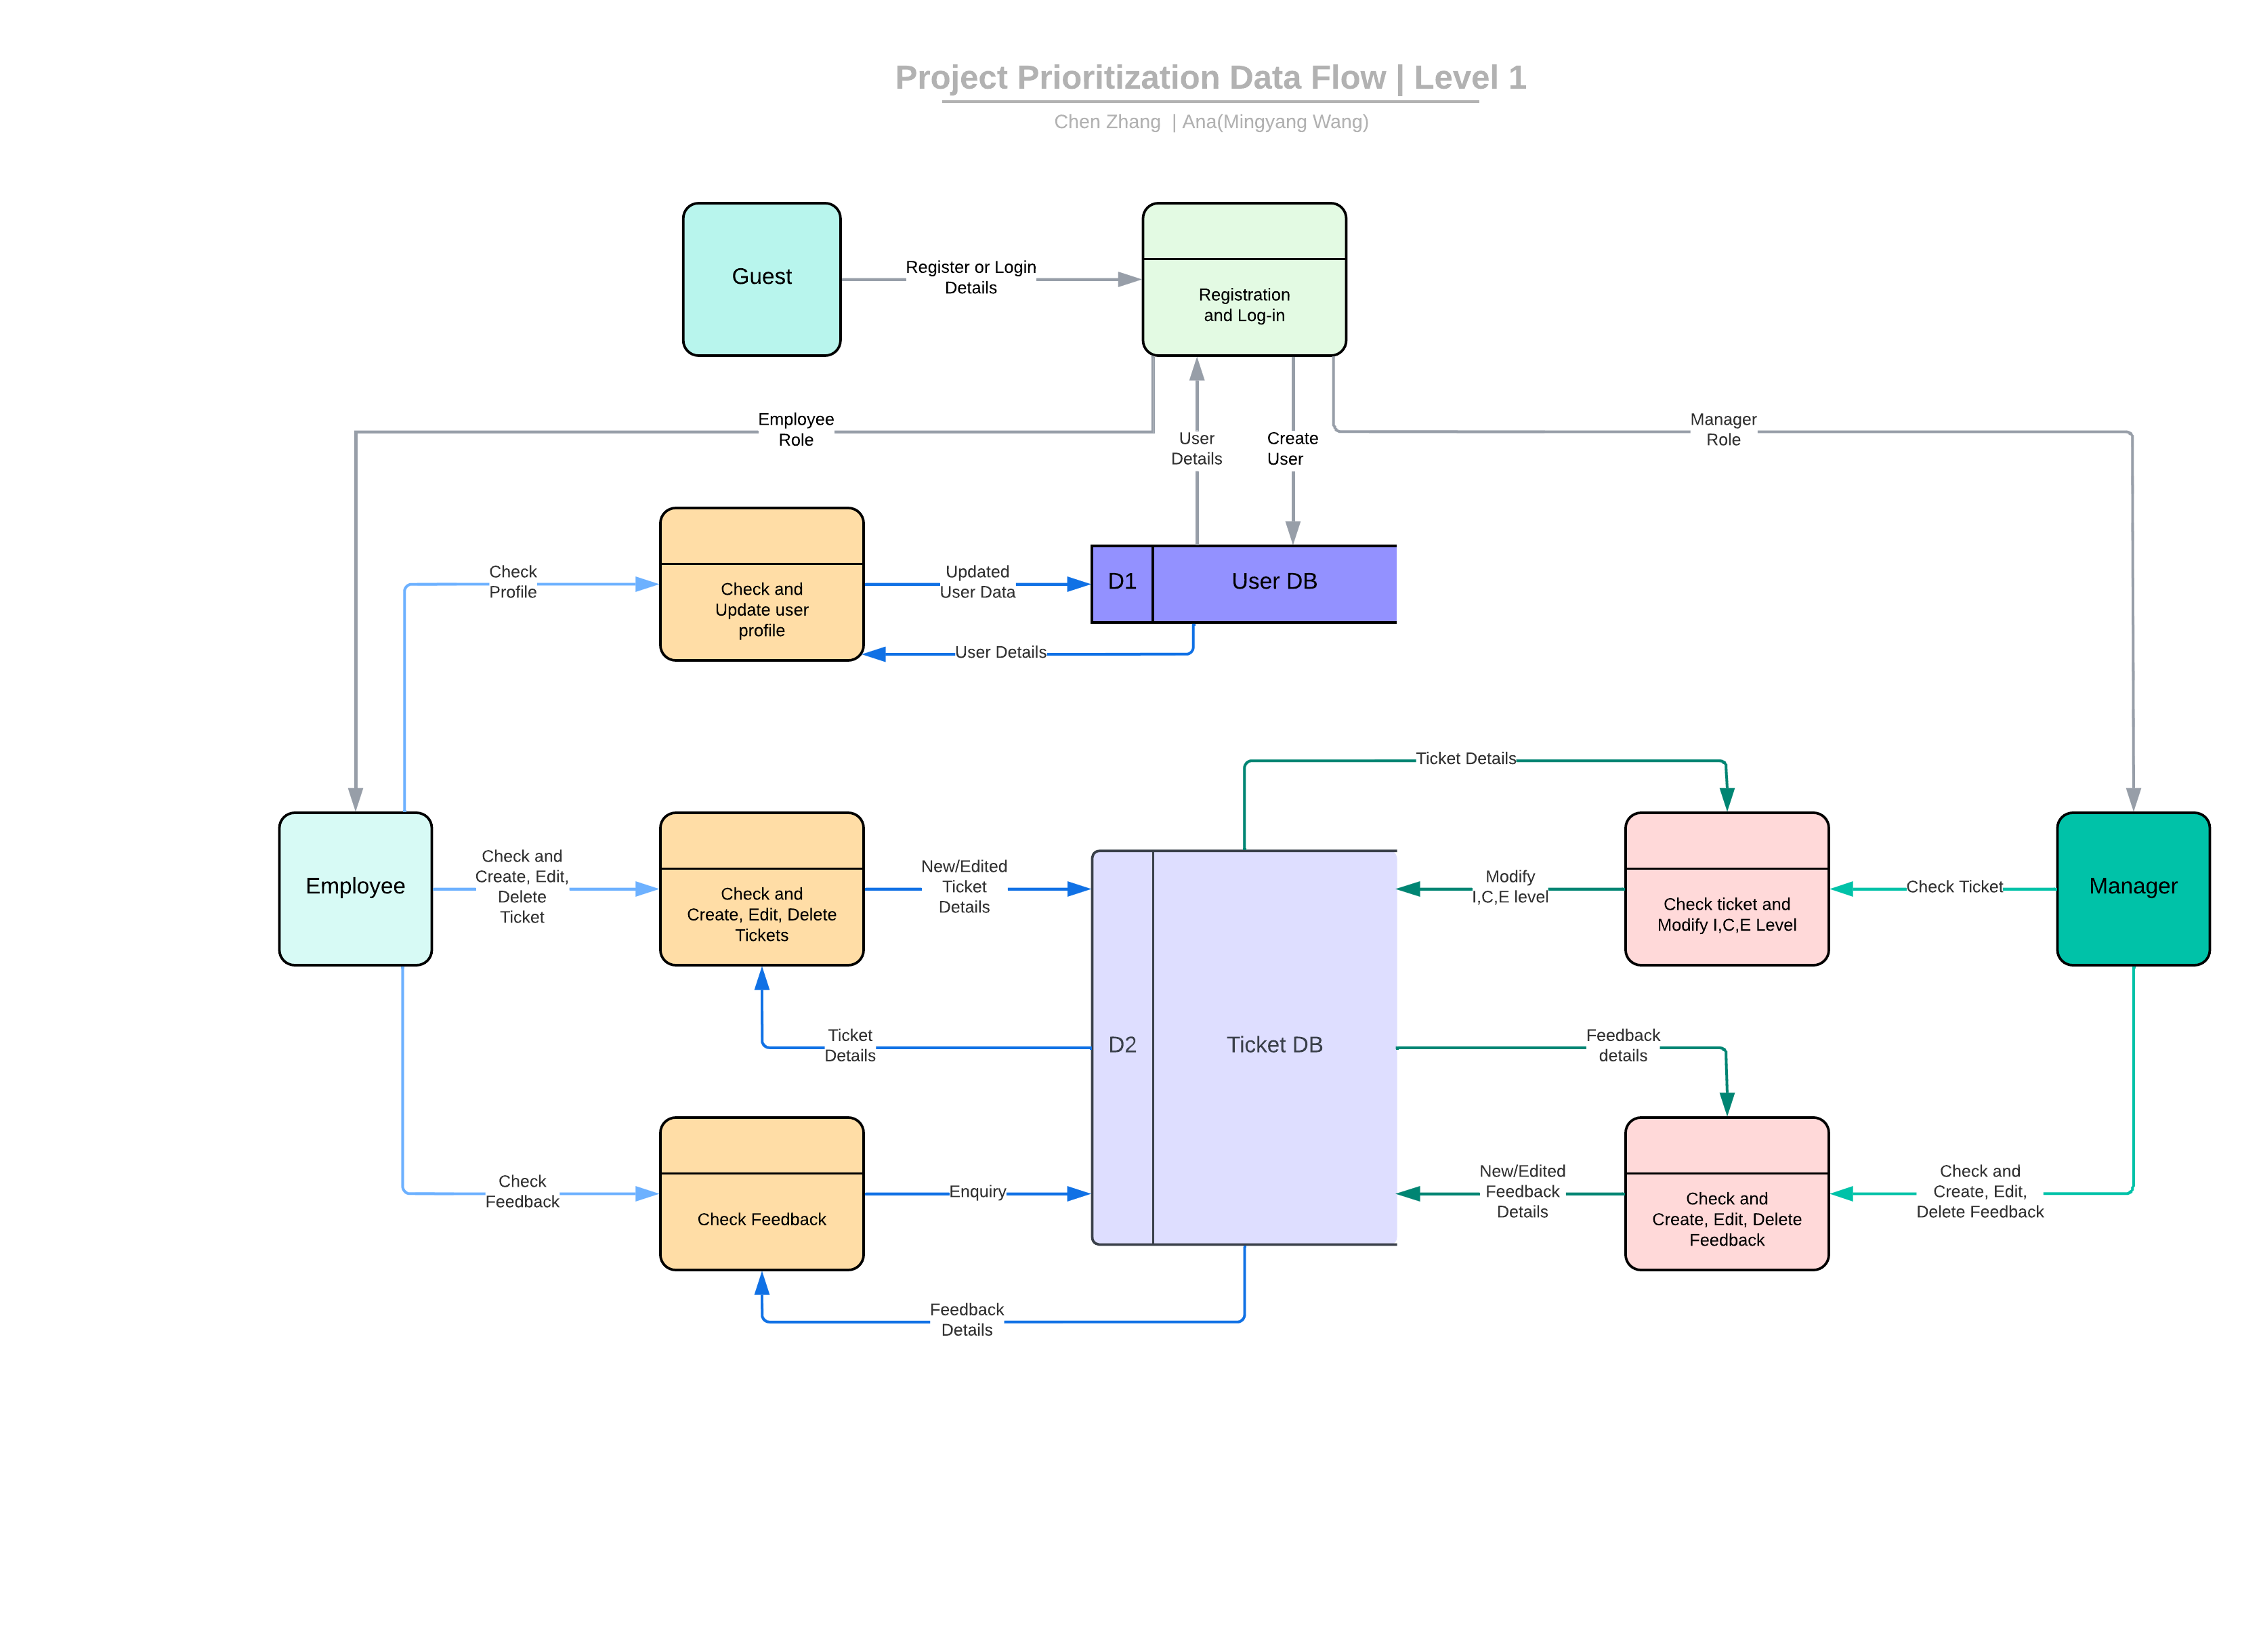 Project Prioritization Data Flow | Level 1
Chen Zhang | Ana(Mingyang Wang)
Guest
Register or Login
Details
Registration
and Log-in
Employee
Role
User
Details
Create
User
Manager
Role
Check
Profile
Check and
Update user
profile
Updated
User Data
D1
User DB
User Details
Ticket Details
Employee
Check and
Create, Edit,
Delete
Ticket
Check and
Create, Edit, Delete
Tickets
New/Edited
Ticket
Details
Modify
I,C,E level
Check ticket and
Modify I,C,E Level
Check Ticket
Manager
Ticket
Details
D2
Ticket DB
Feedback
details
Check
Feedback
Check Feedback
Enquiry
New/Edited
Feedback
Details
Check and
Create, Edit, Delete
Feedback
Check and
Create, Edit,
Delete Feedback
Feedback
Details